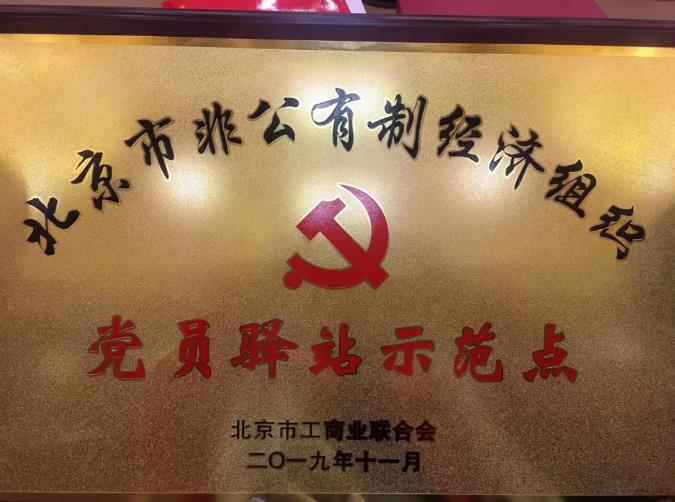 北京市非公有制经济组织
党员驿站示范点
北京市工商业联合会
二〇一九年十一月